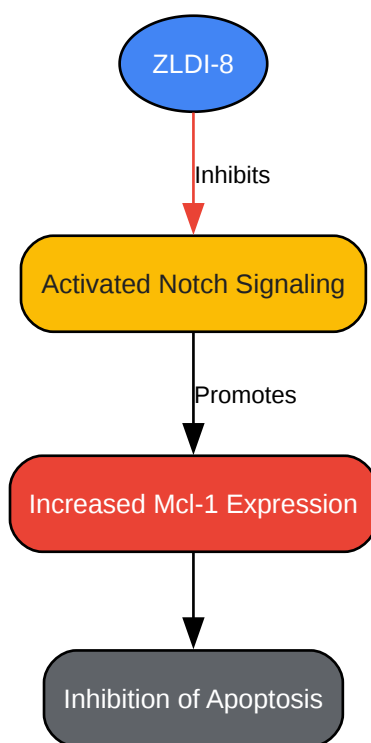 ZLDI-8
Inhibits
Activated Notch Signaling
Promotes
Increased Mcl-1 Expression
Inhibition of Apoptosis